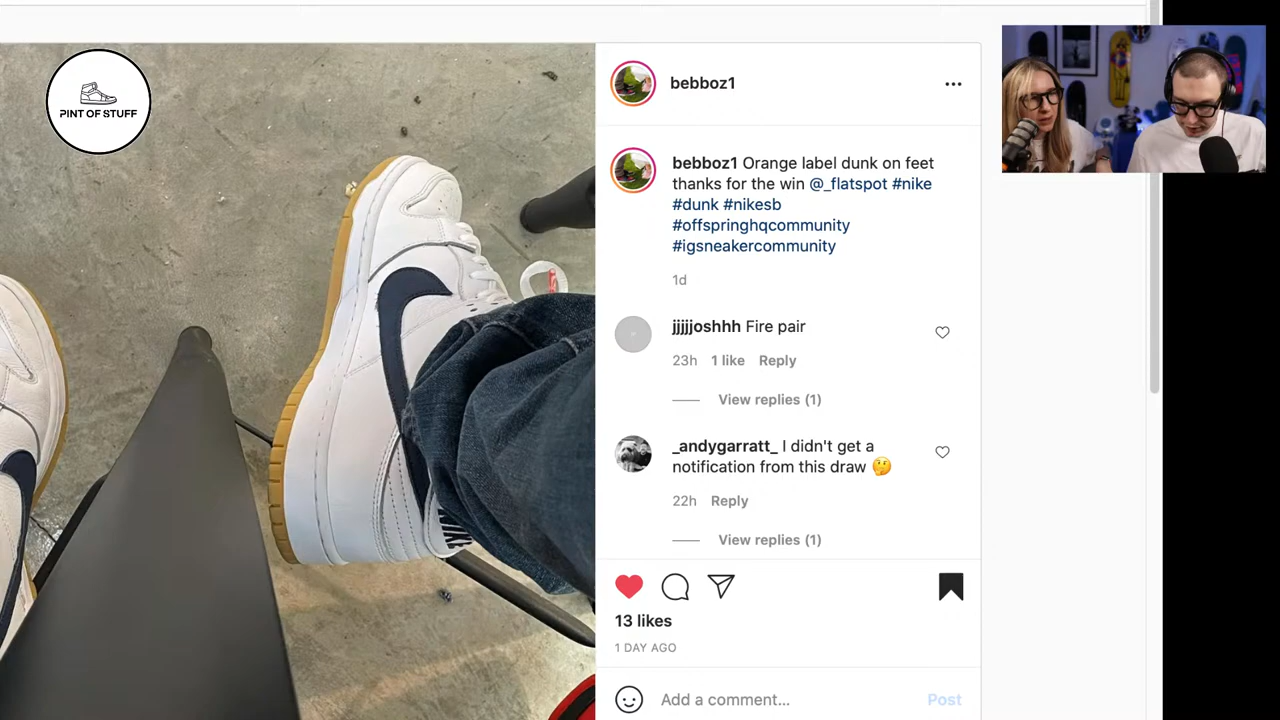 PINT OF STUFF
bebboz1
bebboz1 Orange label dunk on feet
thanks for the win @_flatspot #nike
#dunk #nikesb
#offspringhqcommunity
#igsneakercommunity
1d
jjjjjoshhh Fire pair
23h 1 like Reply
View replies (1)
_andygarratt_ I didn't get a
notification from this draw 🤔
22h Reply
View replies (1)
13 likes
1 DAY AGO
Add a comment... Post